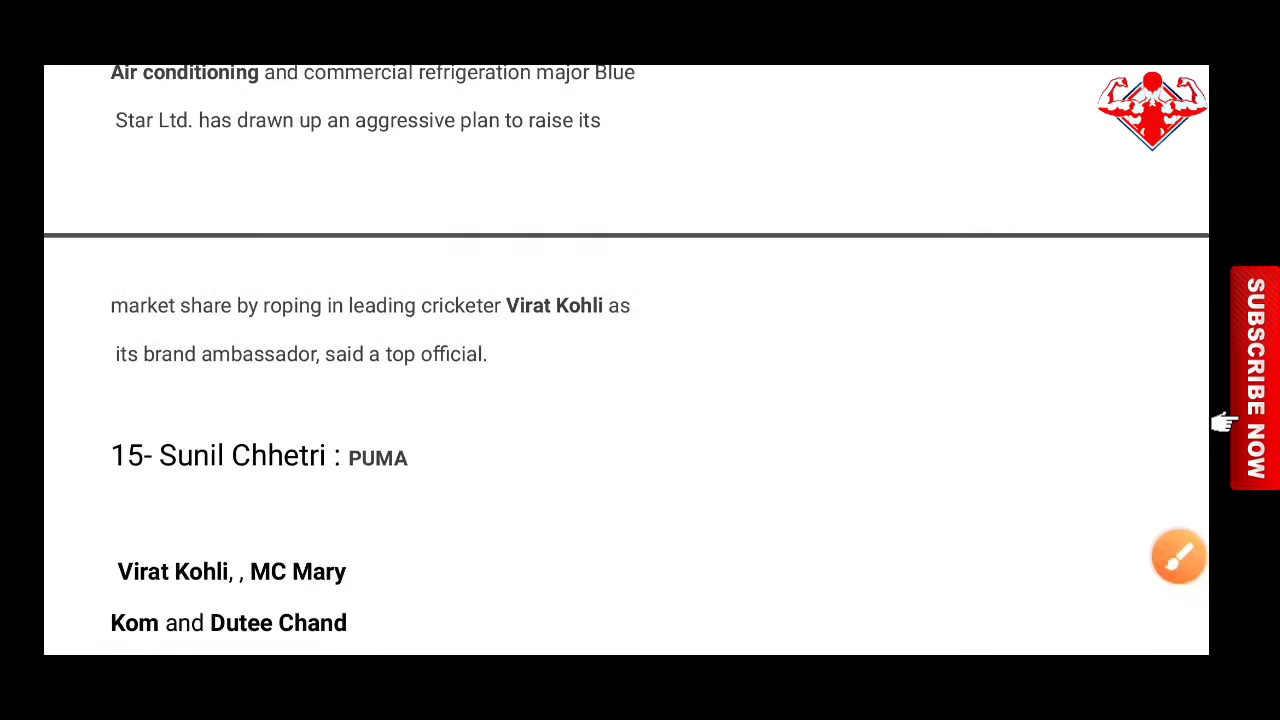 Air conditioning and commercial refrigeration major Blue
Star Ltd. has drawn up an aggressive plan to raise its
market share by roping in leading cricketer Virat Kohli as
its brand ambassador, said a top official.
15- Sunil Chhetri : PUMA
Virat Kohli, , MC Mary
Kom and Dutee Chand
SUBSCRIBE NOW